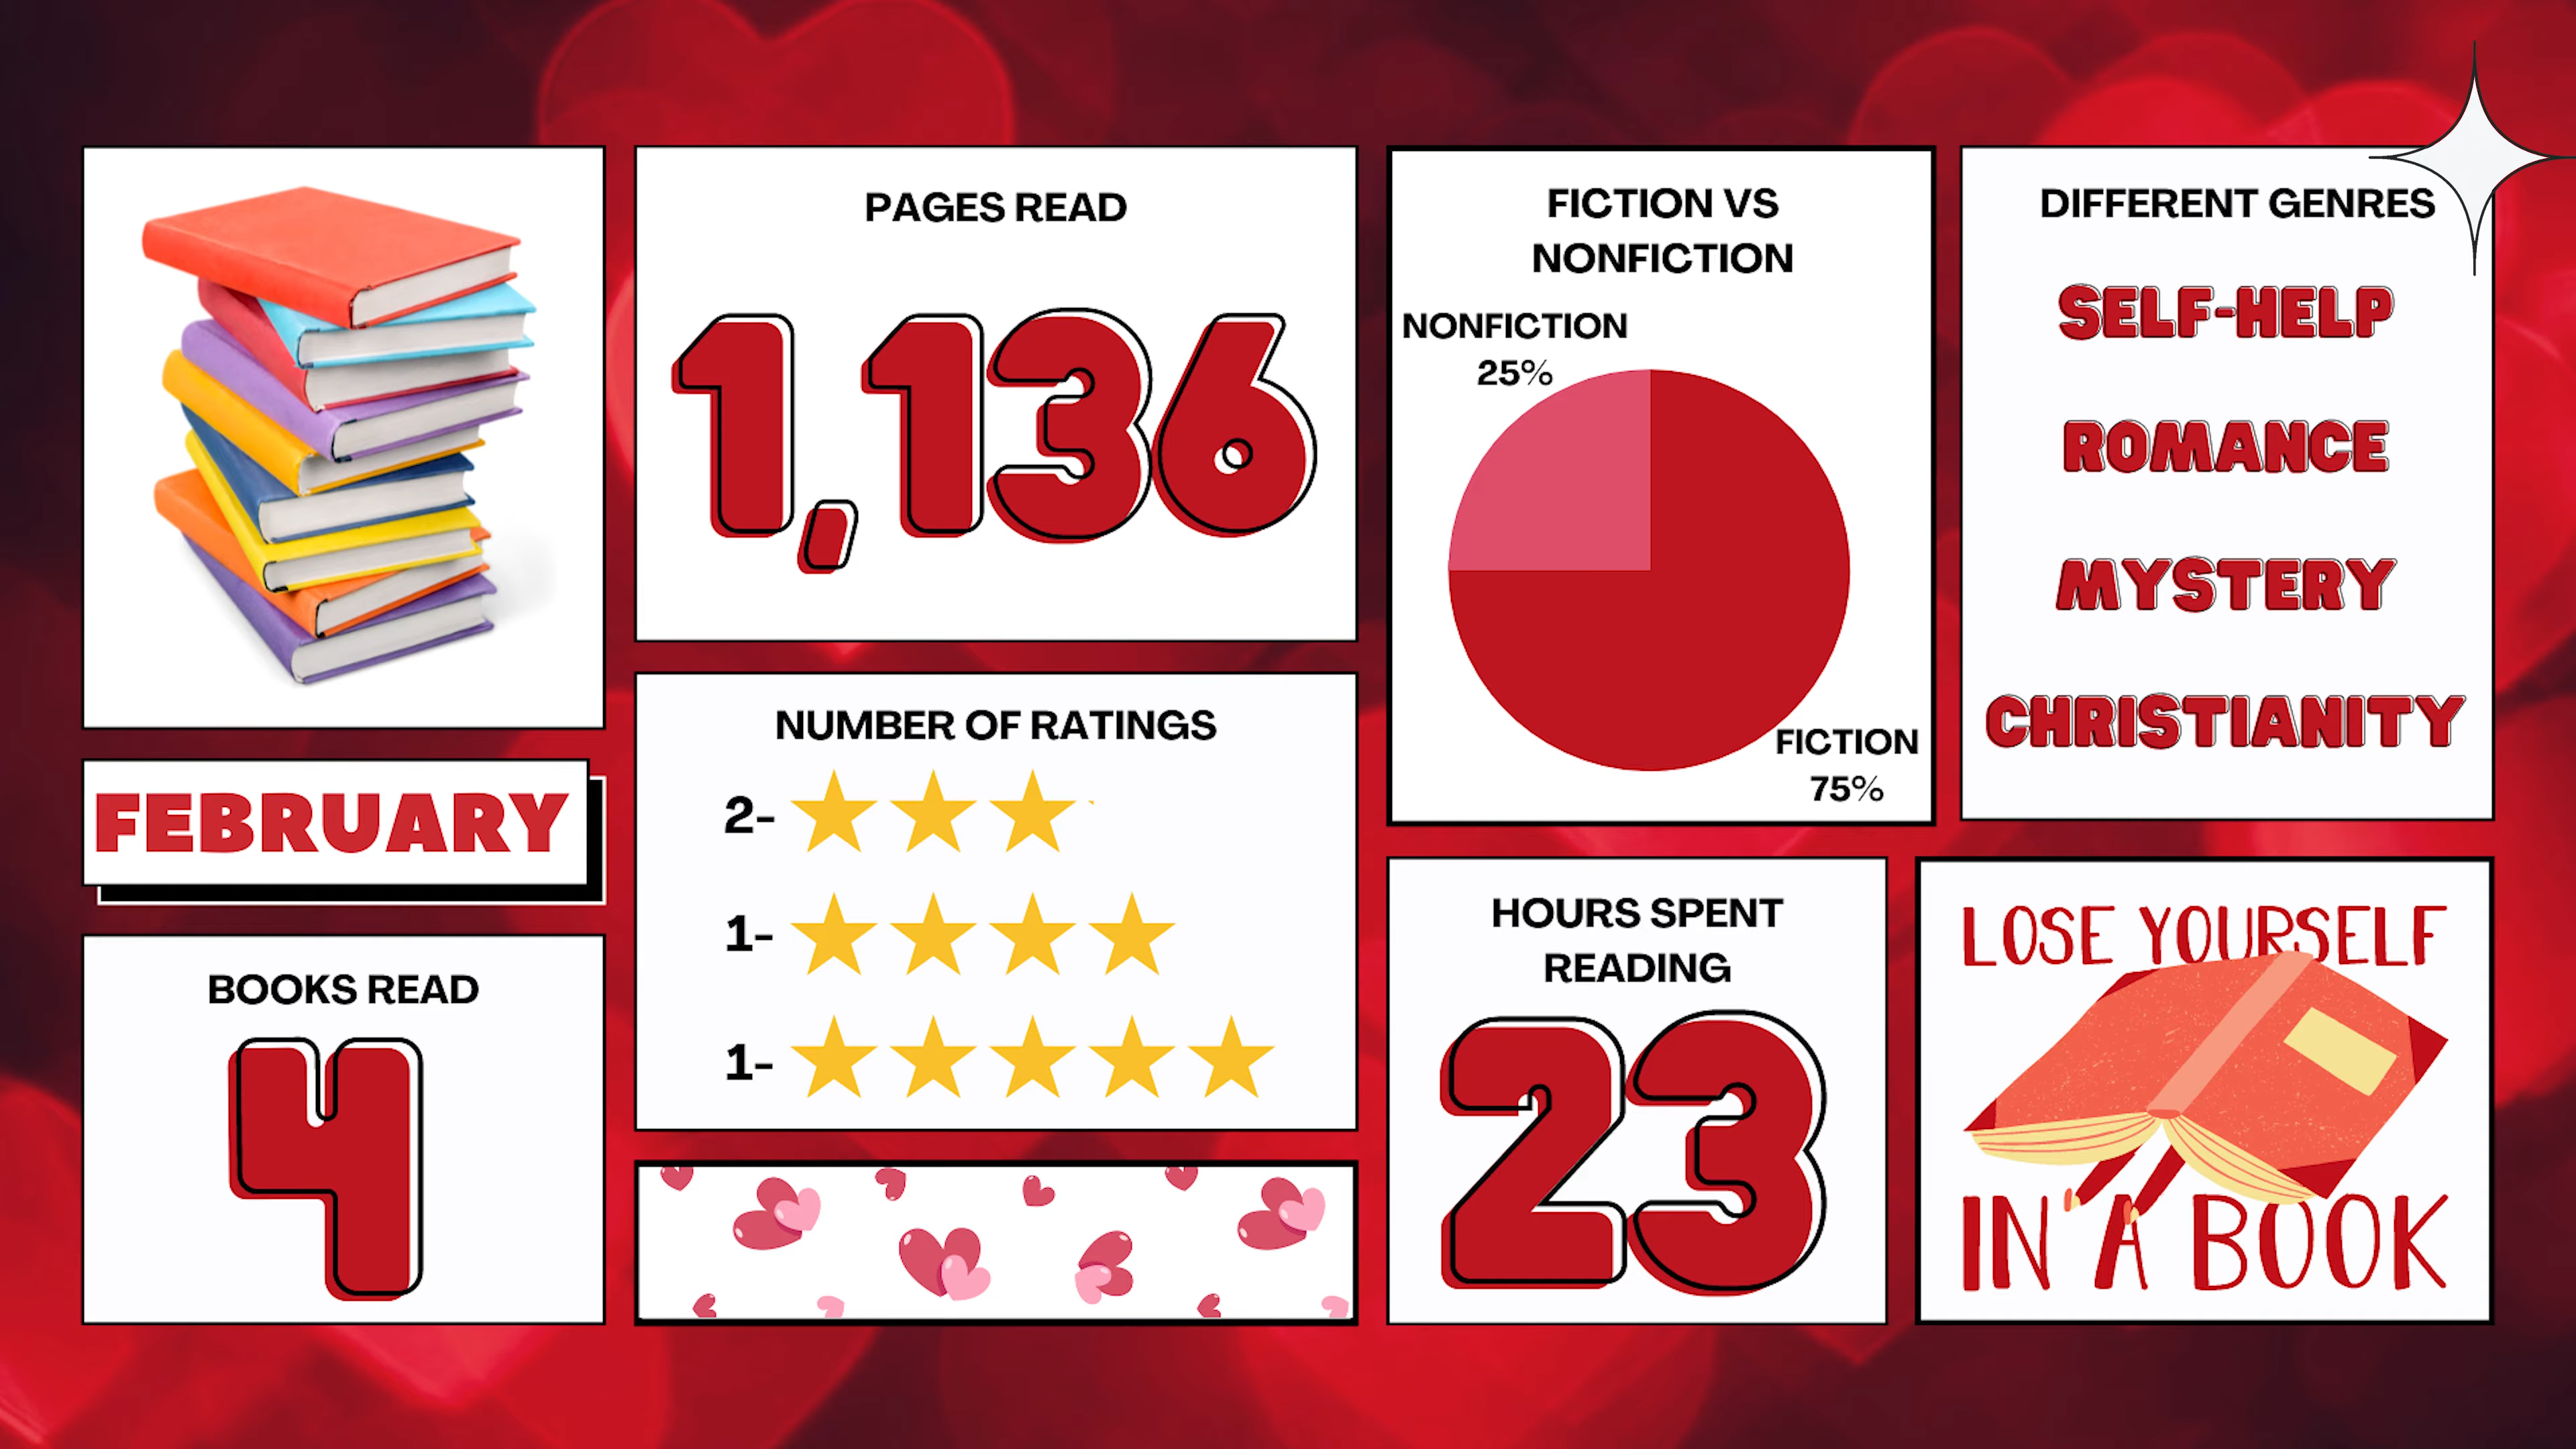 FEBRUARY
BOOKS READ
4
PAGES READ
1,136
NUMBER OF RATINGS
2-
1-
1-
FICTION VS
NONFICTION
NONFICTION
25%
FICTION
75%
DIFFERENT GENRES
SELF-HELP
ROMANCE
MYSTERY
CHRISTIANITY
HOURS SPENT
READING
23
LOSE YOURSELF
IN A BOOK